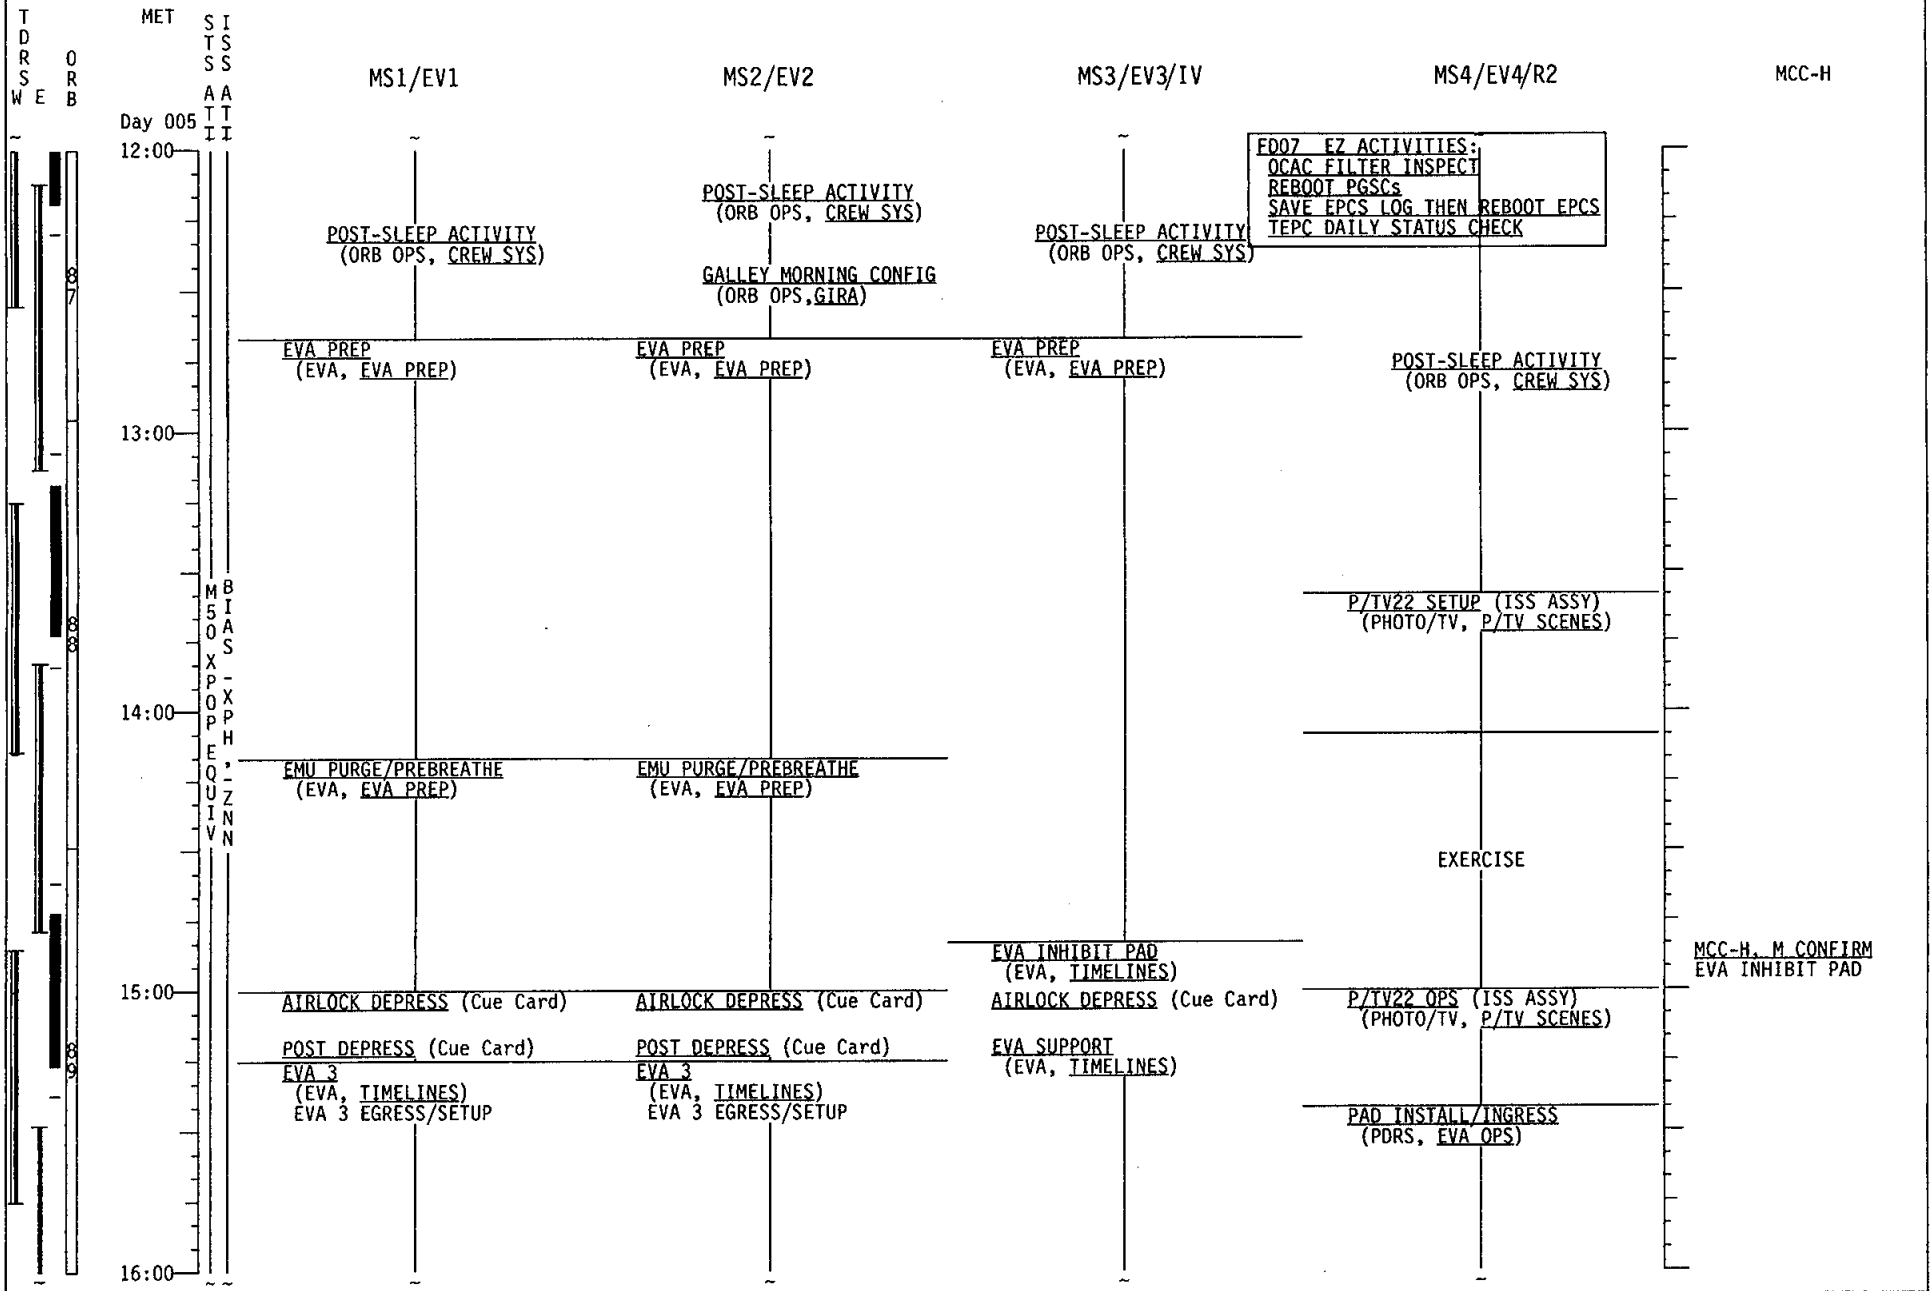 TDRS
W E
ORB
MET
STS ATT
ISS ATT
MS1/EV1
MS2/EV2
MS3/EV3/IV
MS4/EV4/R2
MCC-H
Day 005
12:00
13:00
14:00
15:00
16:00
87
88
89
M50 XPOP EQUIV
BIAS -XPH,-ZNN
POST-SLEEP ACTIVITY
(ORB OPS, CREW SYS)
EVA PREP
(EVA, EVA PREP)
EMU PURGE/PREBREATHE
(EVA, EVA PREP)
AIRLOCK DEPRESS (Cue Card)
POST DEPRESS (Cue Card)
EVA 3
(EVA, TIMELINES)
EVA 3 EGRESS/SETUP
POST-SLEEP ACTIVITY
(ORB OPS, CREW SYS)
GALLEY MORNING CONFIG
(ORB OPS,GIRA)
EVA PREP
(EVA, EVA PREP)
EMU PURGE/PREBREATHE
(EVA, EVA PREP)
AIRLOCK DEPRESS (Cue Card)
POST DEPRESS (Cue Card)
EVA 3
(EVA, TIMELINES)
EVA 3 EGRESS/SETUP
POST-SLEEP ACTIVITY
(ORB OPS, CREW SYS)
EVA PREP
(EVA, EVA PREP)
EVA INHIBIT PAD
(EVA, TIMELINES)
AIRLOCK DEPRESS (Cue Card)
EVA SUPPORT
(EVA, TIMELINES)
FD07 EZ ACTIVITIES:
OCAC FILTER INSPECT
REBOOT PGSCs
SAVE EPCS LOG THEN REBOOT EPCS
TEPC DAILY STATUS CHECK
POST-SLEEP ACTIVITY
(ORB OPS, CREW SYS)
P/TV22 SETUP (ISS ASSY)
(PHOTO/TV, P/TV SCENES)
EXERCISE
P/TV22 OPS (ISS ASSY)
(PHOTO/TV, P/TV SCENES)
PAD INSTALL/INGRESS
(PDRS, EVA OPS)
MCC-H, M CONFIRM
EVA INHIBIT PAD